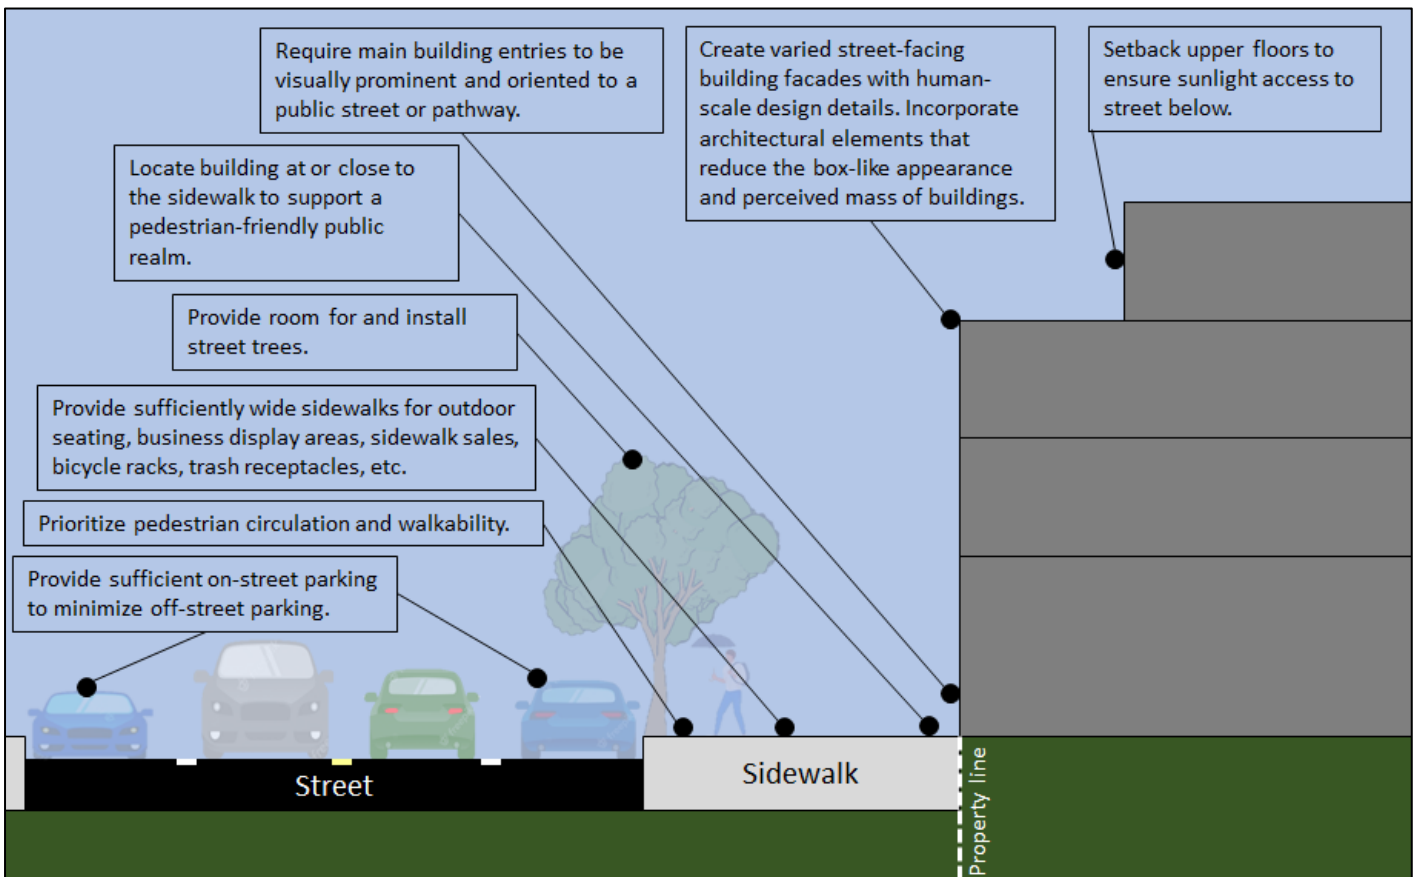 Require main building entries to be
visually prominent and oriented to a
public street or pathway.
Create varied street-facing
building facades with human-
scale design details. Incorporate
architectural elements that
reduce the box-like appearance
and perceived mass of buildings.
Setback upper floors to
ensure sunlight access to
street below.
Locate building at or close to
the sidewalk to support a
pedestrian-friendly public
realm.
Provide room for and install
street trees.
Provide sufficiently wide sidewalks for outdoor
seating, business display areas, sidewalk sales,
bicycle racks, trash receptacles, etc.
Prioritize pedestrian circulation and walkability.
Provide sufficient on-street parking
to minimize off-street parking.
Street
Sidewalk
Property line